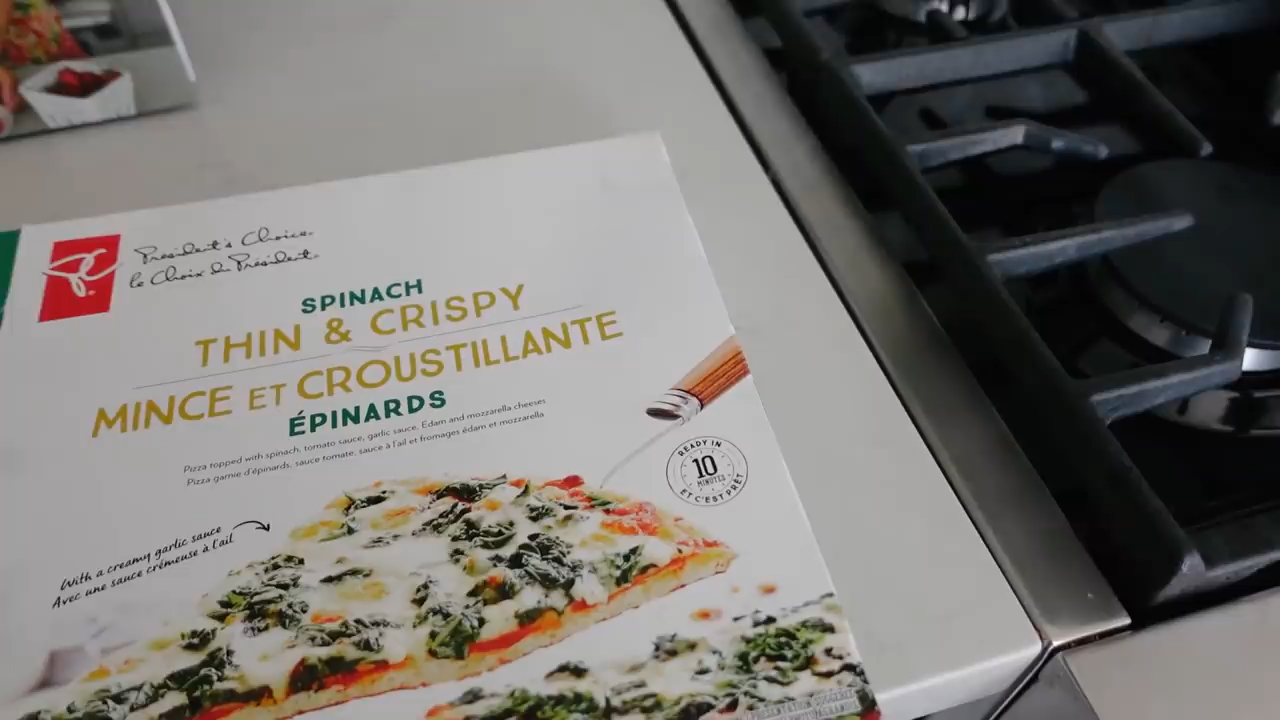 President's Choice
le Choix du Président
SPINACH
THIN & CRISPY
MINCE ET CROUSTILLANTE
ÉPINARDS
Pizza topped with spinach, tomato sauce, garlic sauce, Edam and mozzarella cheeses
Pizza garnie d'épinards, sauce tomate, sauce à l'ail et fromages édam et mozzarella
READY IN
10
MINUTES
ET C'EST PRÊT
With a creamy garlic sauce
Avec une sauce crémeuse à l'ail